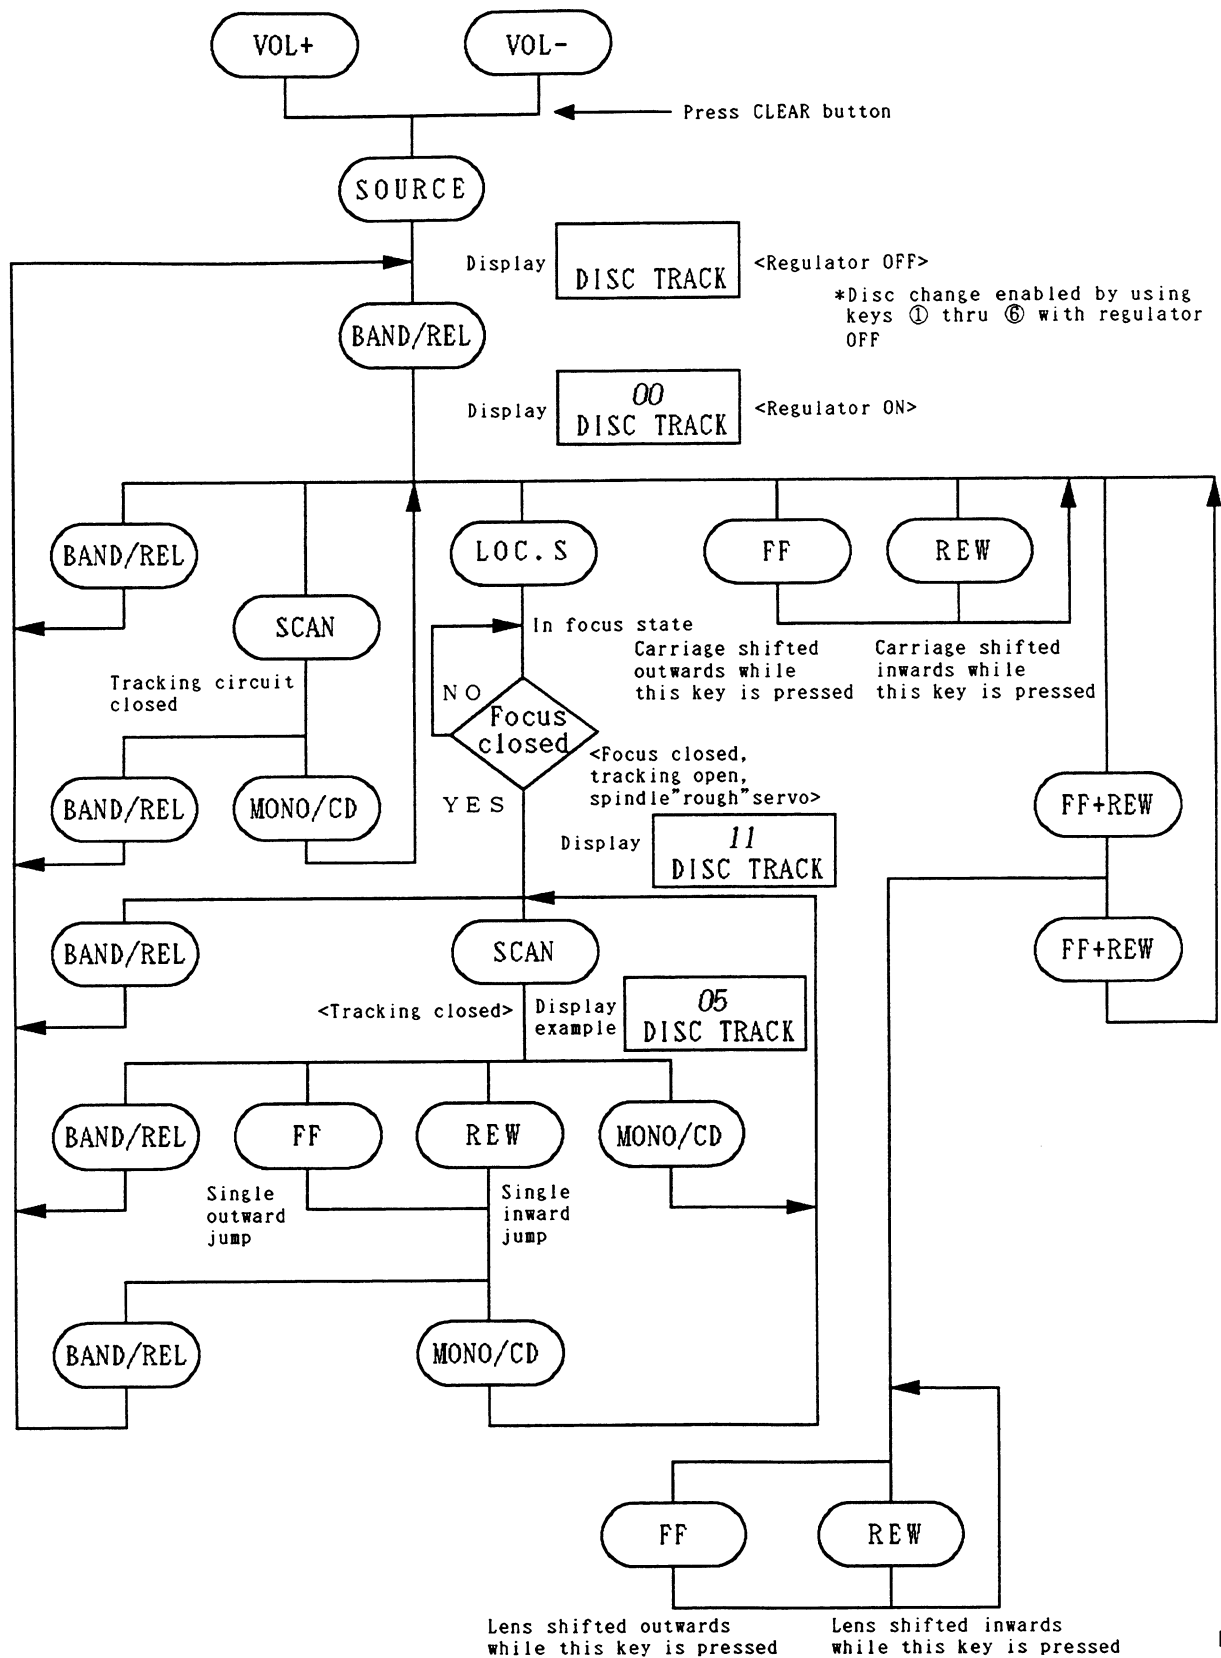 VOL+
VOL-
Press CLEAR button
SOURCE
Display
DISC TRACK
<Regulator OFF>
*Disc change enabled by using
keys ① thru ⑥ with regulator
OFF
BAND/REL
Display
00
DISC TRACK
<Regulator ON>
BAND/REL
LOC.S
FF
REW
SCAN
In focus state
Carriage shifted
outwards while
this key is pressed
Carriage shifted
inwards while
this key is pressed
Tracking circuit
closed
NO
Focus
closed
<Focus closed,
tracking open,
spindle"rough"servo>
YES
BAND/REL
MONO/CD
FF+REW
Display
11
DISC TRACK
BAND/REL
SCAN
FF+REW
<Tracking closed>
Display
example
05
DISC TRACK
BAND/REL
FF
REW
MONO/CD
Single
outward
jump
Single
inward
jump
BAND/REL
MONO/CD
FF
REW
Lens shifted outwards
while this key is pressed
Lens shifted inwards
while this key is pressed